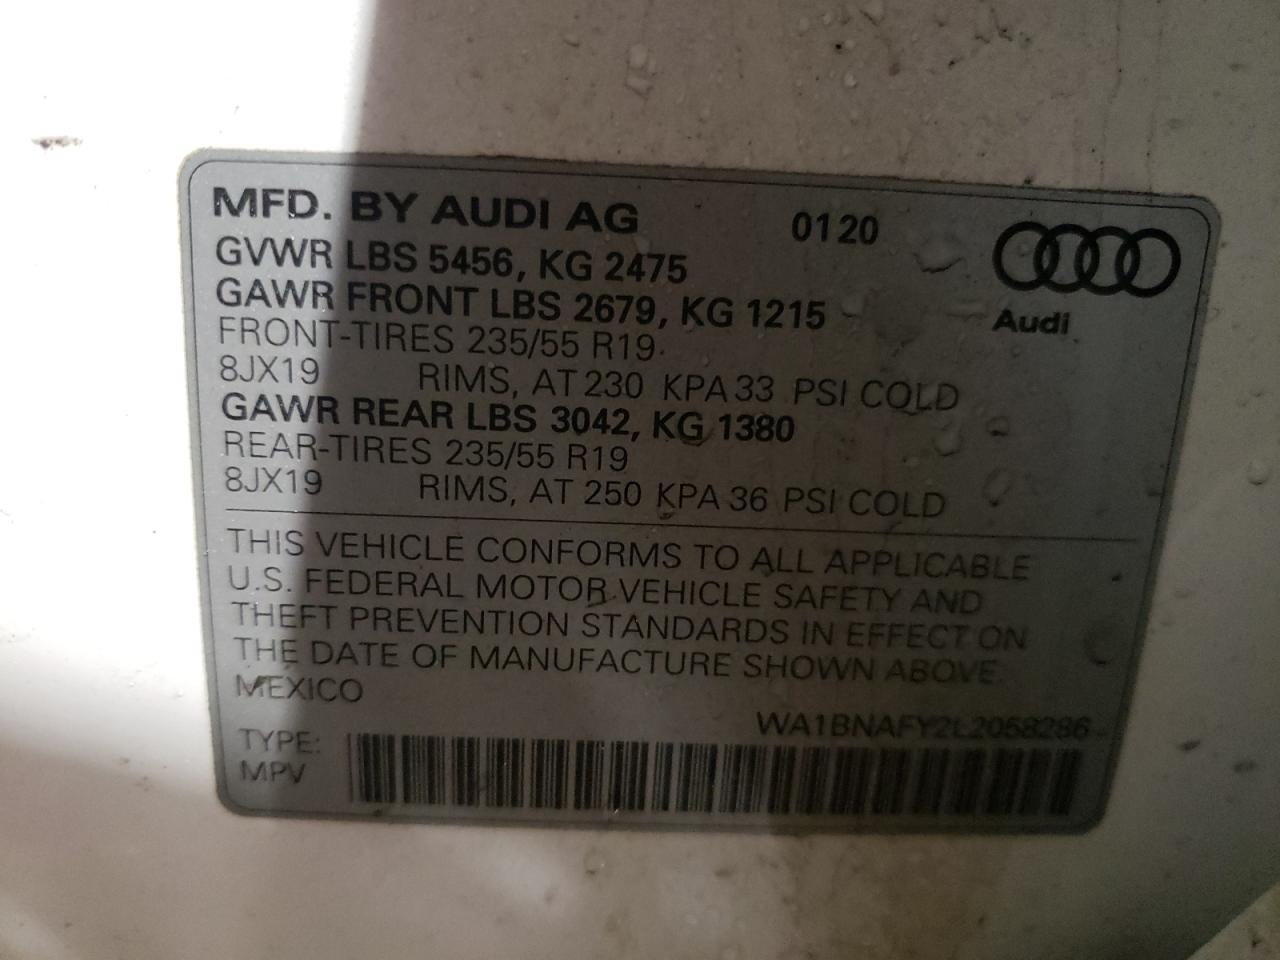 MFD. BY AUDI AG 0120
GVWR LBS 5456, KG 2475
GAWR FRONT LBS 2679, KG 1215
Audi
FRONT-TIRES 235/55 R19
8JX19 RIMS, AT 230 KPA 33 PSI COLD
GAWR REAR LBS 3042, KG 1380
REAR-TIRES 235/55 R19
8JX19 RIMS, AT 250 KPA 36 PSI COLD
THIS VEHICLE CONFORMS TO ALL APPLICABLE
U.S. FEDERAL MOTOR VEHICLE SAFETY AND
THEFT PREVENTION STANDARDS IN EFFECT ON
THE DATE OF MANUFACTURE SHOWN ABOVE.
MEXICO
WA1BNAFY2L2058286
TYPE:
MPV